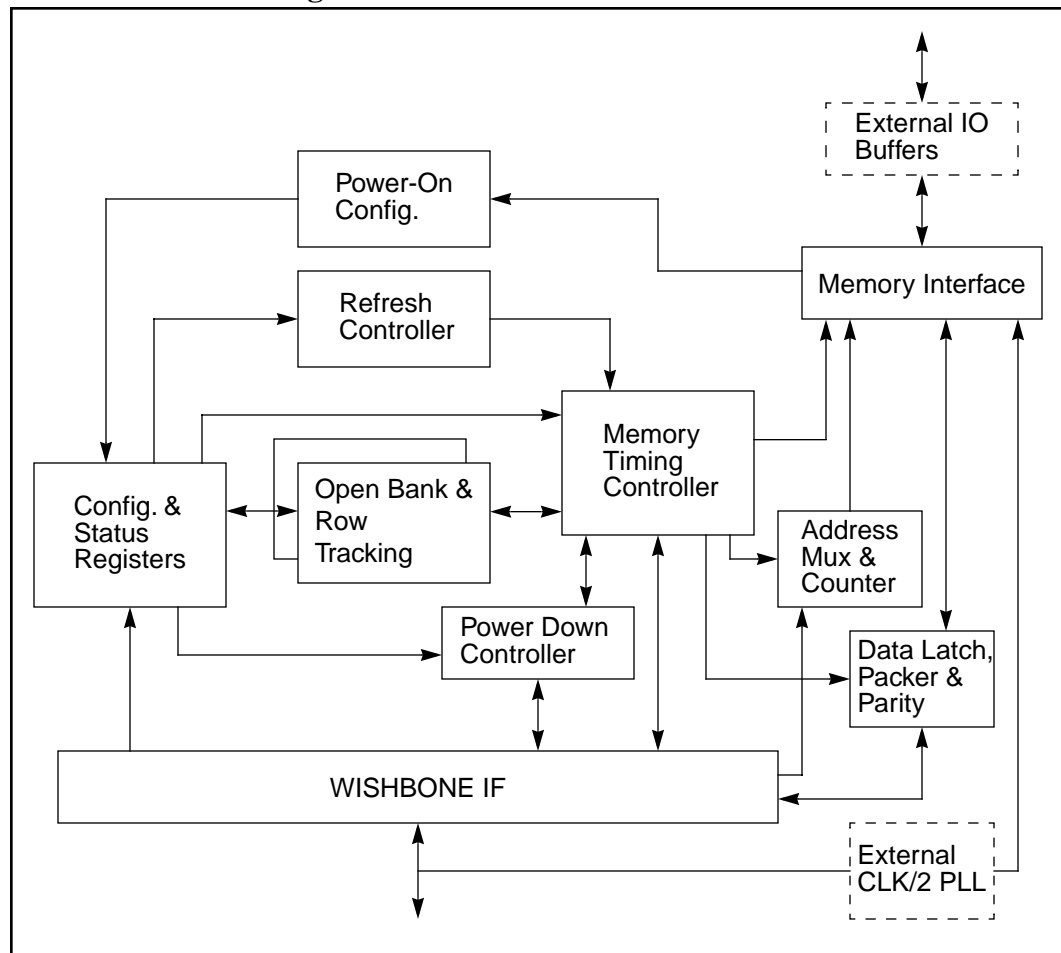 External IO
Buffers
Power-On
Config.
Memory Interface
Refresh
Controller
Memory
Timing
Controller
Config. &
Status
Registers
Open Bank &
Row
Tracking
Address
Mux &
Counter
Power Down
Controller
Data Latch,
Packer &
Parity
WISHBONE IF
External
CLK/2 PLL